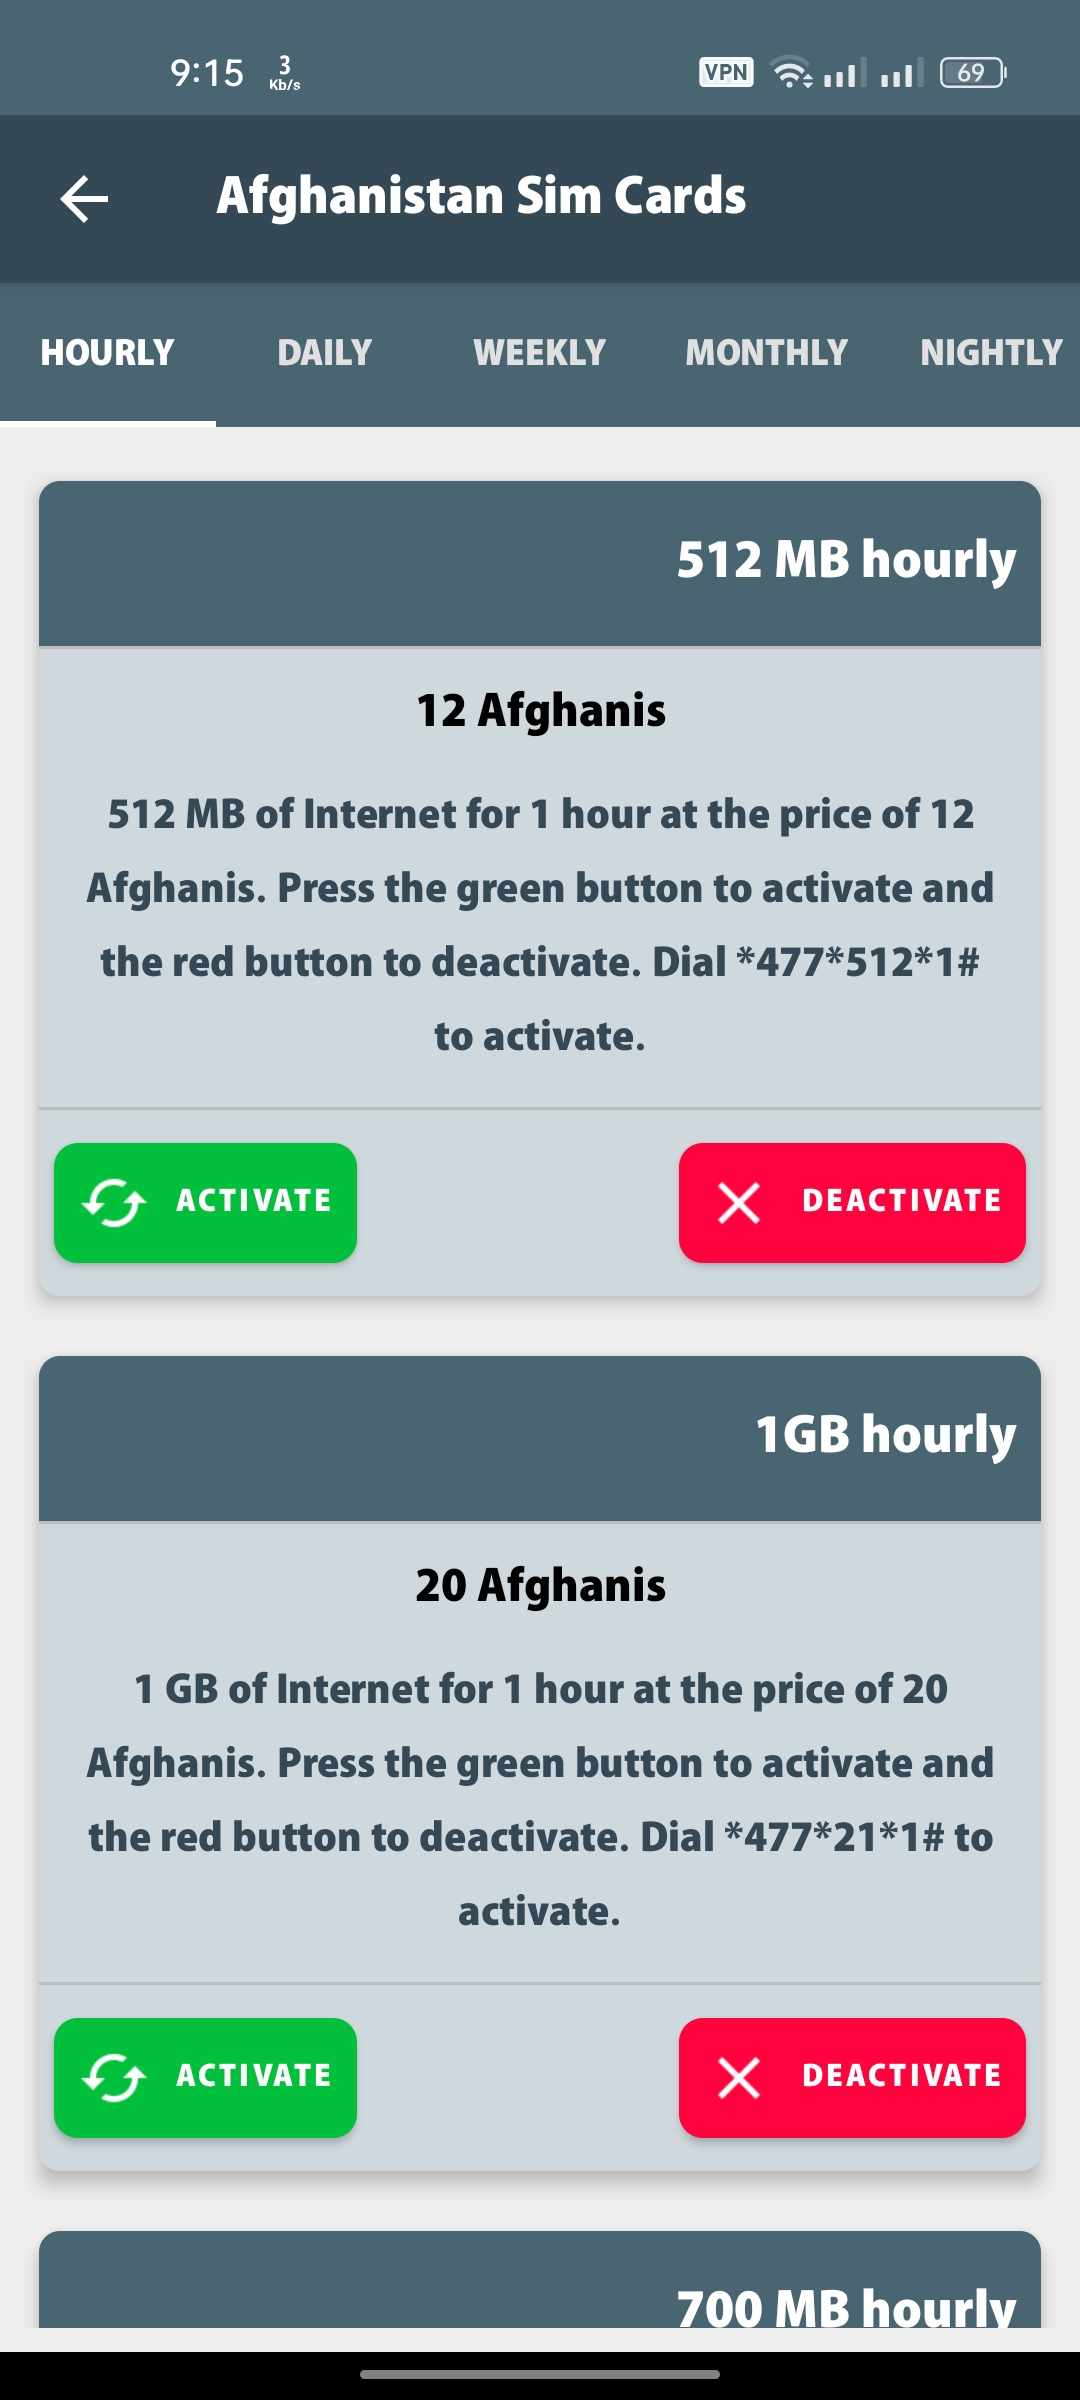 9:15 3 Kb/s VPN 69
Afghanistan Sim Cards
HOURLY DAILY WEEKLY MONTHLY NIGHTLY
512 MB hourly
12 Afghanis
512 MB of Internet for 1 hour at the price of 12
Afghanis. Press the green button to activate and
the red button to deactivate. Dial *477*512*1#
to activate.
ACTIVATE DEACTIVATE
1GB hourly
20 Afghanis
1 GB of Internet for 1 hour at the price of 20
Afghanis. Press the green button to activate and
the red button to deactivate. Dial *477*21*1# to
activate.
ACTIVATE DEACTIVATE
700 MB hourly